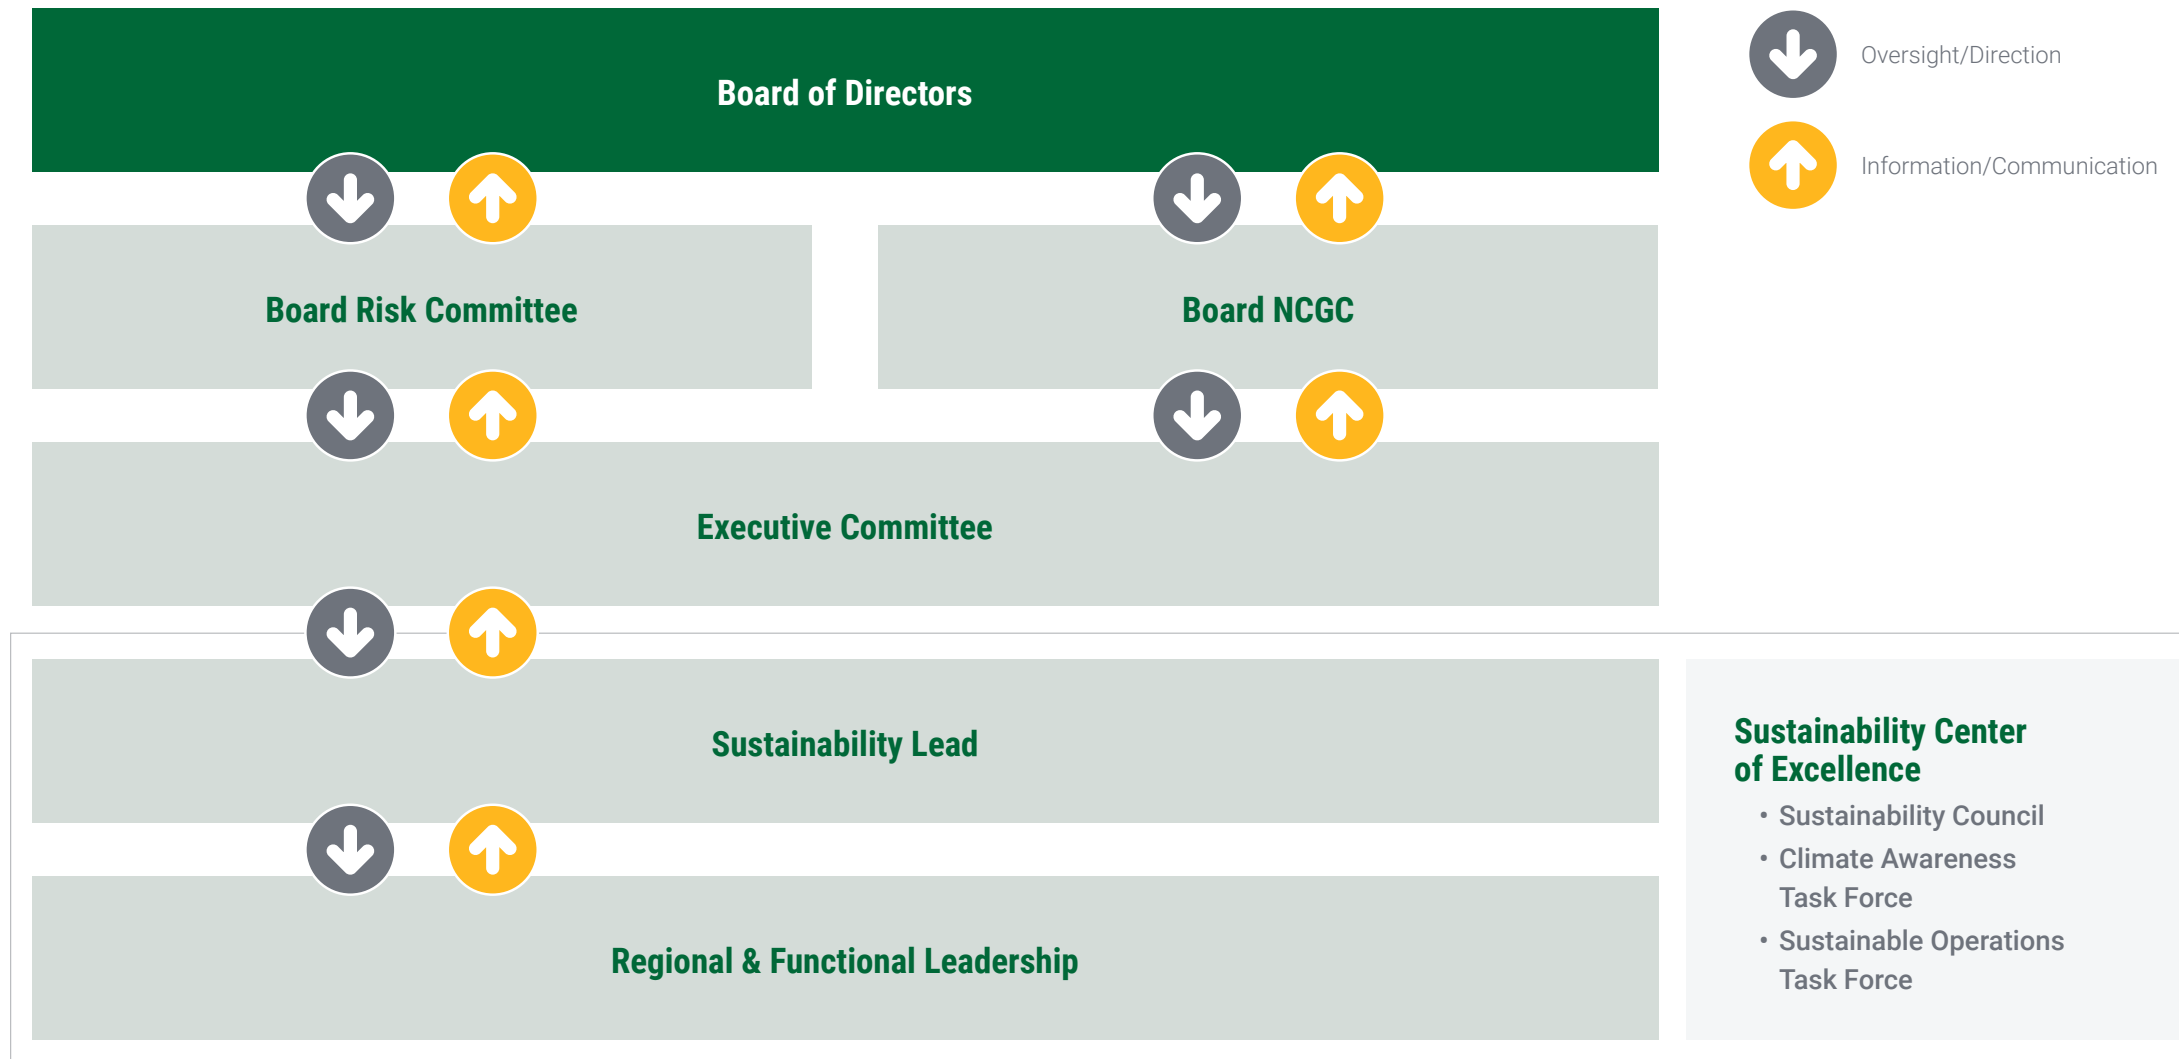 Board of Directors
Oversight/Direction
Information/Communication
Board Risk Committee
Board NCGC
Executive Committee
Sustainability Lead
Regional & Functional Leadership
Sustainability Center
of Excellence
• Sustainability Council
• Climate Awareness
Task Force
• Sustainable Operations
Task Force